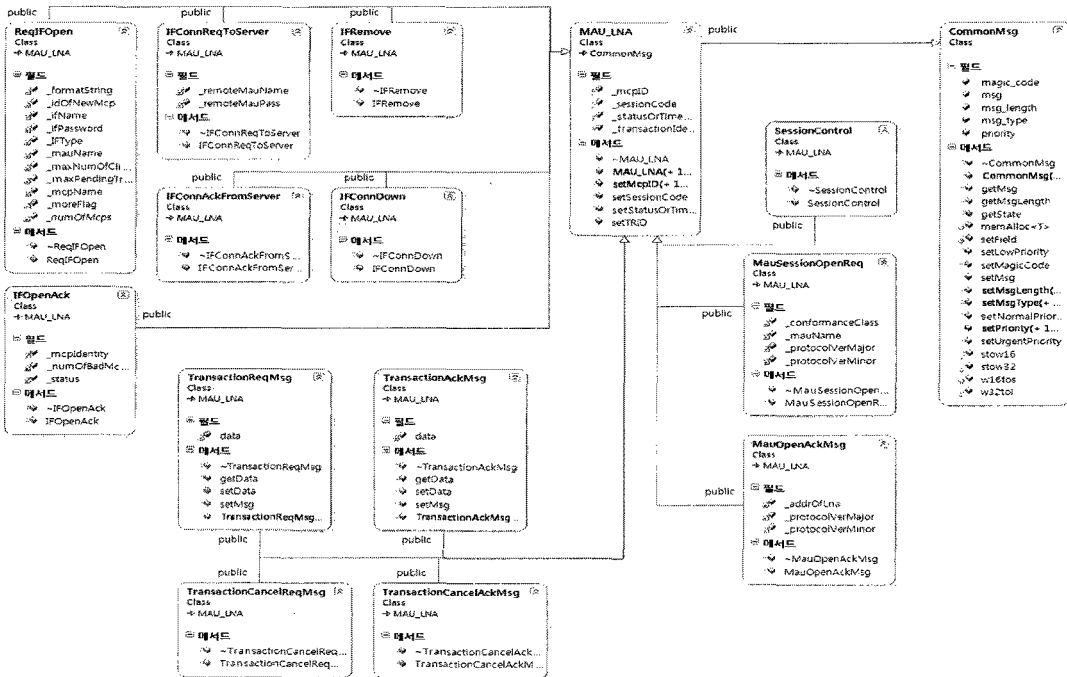 public
public
public
ReqIFOpen
Class
→ MAU_LNA
필드
_formatString
_idOfNewMcp
_ifName
_ifPassword
_IFType
_mauName
_maxNumOfCli...
_maxPendingTr...
_mcpName
_moreFlag
_numOfMcps
메서드
~ReqIFOpen
ReqIFOpen
IFConnReqToServer
Class
→ MAU_LNA
필드
_remoteMauName
_remoteMauPass
메서드
~IFConnReqToServer
IFConnReqToServer
IFRemove
Class
→ MAU_LNA
메서드
~IFRemove
IFRemove
public
public
IFConnAckFromServer
Class
→ MAU_LNA
메서드
~IFConnAckFromS...
IFConnAckFromSer...
IFConnDown
Class
→ MAU_LNA
메서드
~IFConnDown
IFConnDown
IFOpenAck
Class
→ MAU_LNA
필드
_mcpIdentity
_numOfBadMc...
_status
메서드
~IFOpenAck
IFOpenAck
public
MAU_LNA
Class
→ CommonMsg
필드
_mcpID
_sessionCode
_statusOrTime...
_transactionIde...
메서드
~MAU_LNA
MAU_LNA(+ 1...
setMcpID(+ 1...
setSessionCode
setStatusOrTim...
setTRID
public
CommonMsg
Class
필드
magic_code
msg
msg_length
msg_type
priority
메서드
~CommonMsg
CommonMsg(...
getMsg
getMsgLength
getState
memAlloc<T>
setField
setLowPriority
setMagicCode
setMsg
setMsgLength(...
setMsgType(+ ...
setNormalPrior...
setPriority(+ 1...
setUrgentPriority
stow16
stow32
w16tos
w32tol
SessionControl
Class
→ MAU_LNA
메서드
~SessionControl
SessionControl
public
MauSessionOpenReq
Class
→ MAU_LNA
필드
_conformanceClass
_mauName
_protocolVerMajor
_protocolVerMinor
메서드
~MauSessionOpen...
MauSessionOpenR...
public
MauOpenAckMsg
Class
→ MAU_LNA
필드
_addrOfLna
_protocolVerMajor
_protocolVerMinor
메서드
~MauOpenAckMsg
MauOpenAckMsg
public
TransactionReqMsg
Class
→ MAU_LNA
필드
data
메서드
~TransactionReqMsg
getData
setData
setMsg
TransactionReqMsg...
public
TransactionAckMsg
Class
→ MAU_LNA
필드
data
메서드
~TransactionAckMsg
getData
setData
setMsg
TransactionAckMsg...
public
public
public
TransactionCancelReqMsg
Class
→ MAU_LNA
메서드
~TransactionCancelReq...
TransactionCancelReq...
TransactionCancelAckMsg
Class
→ MAU_LNA
메서드
~TransactionCancelAck...
TransactionCancelAckM...